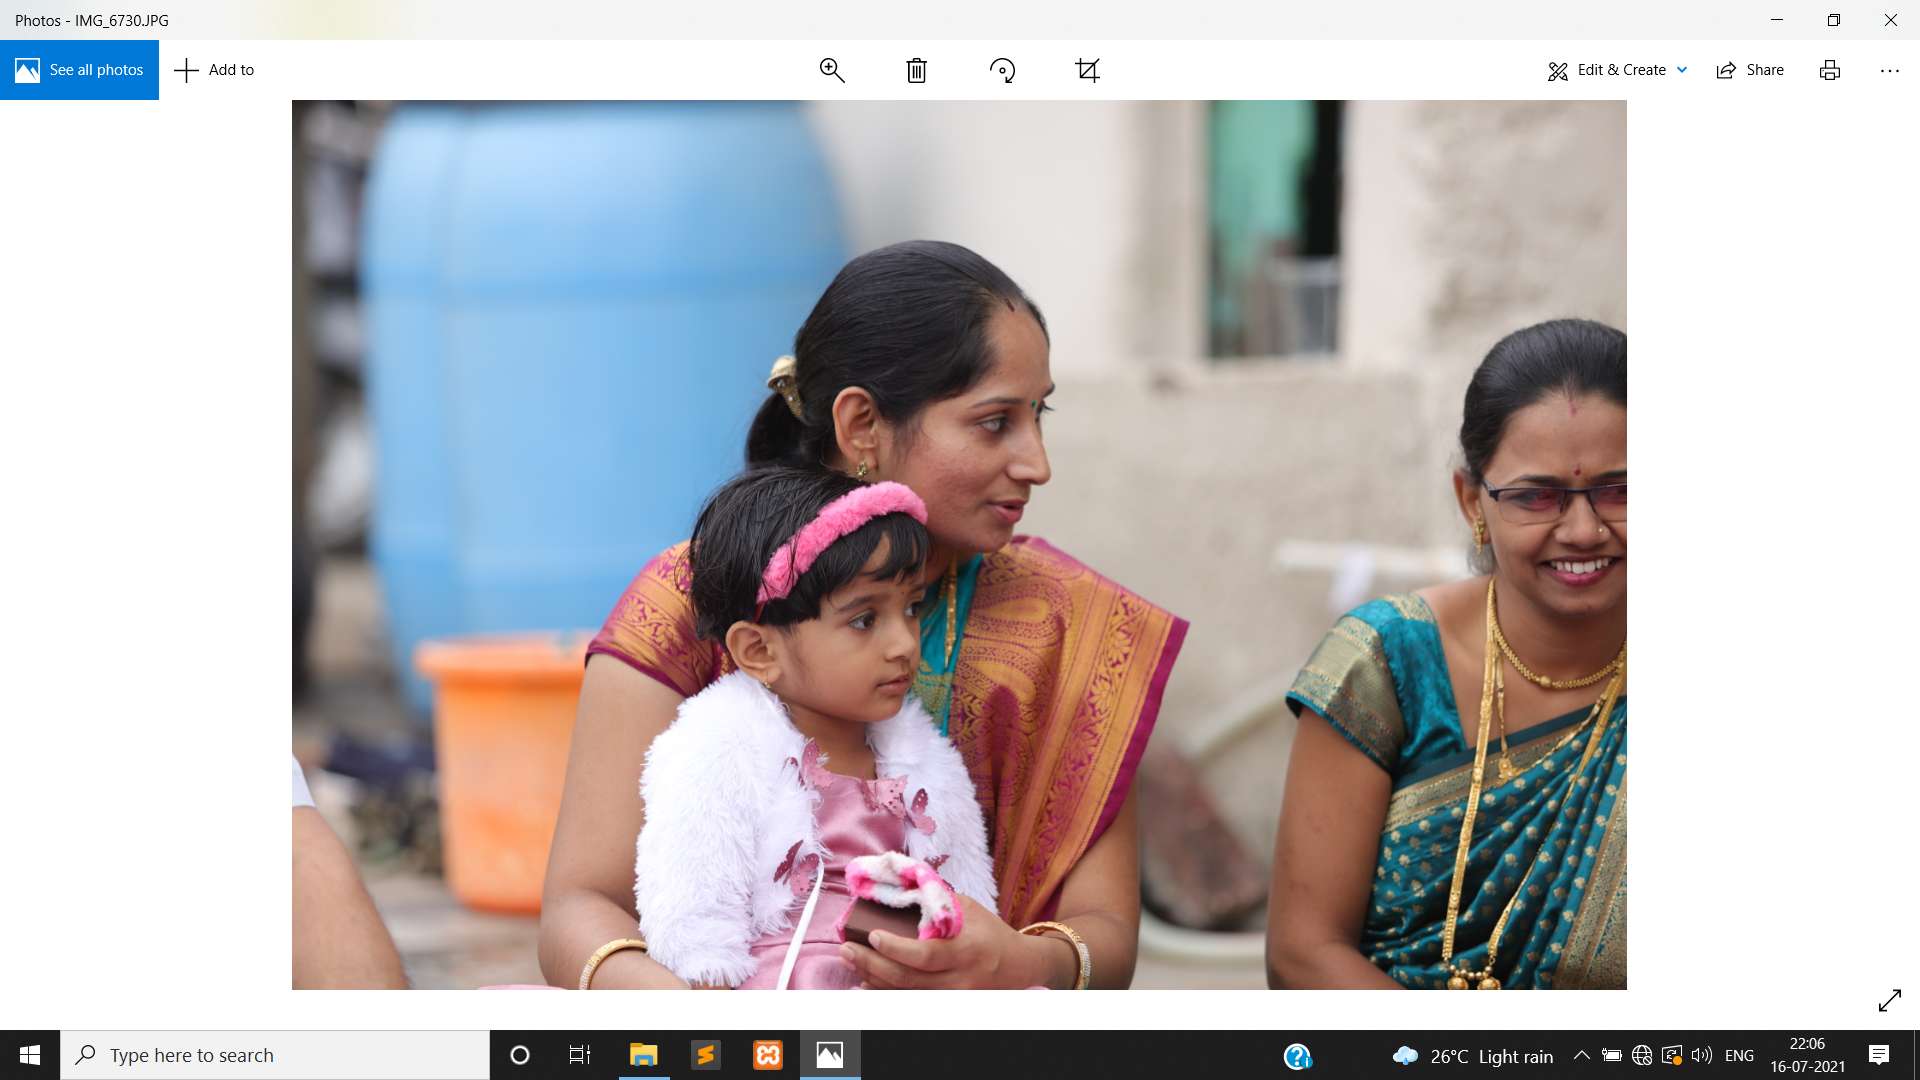 Photos - IMG_6730.JPG
See all photos
Add to
Edit & Create
Share
Type here to search
26°C Light rain
ENG
22:06
16-07-2021